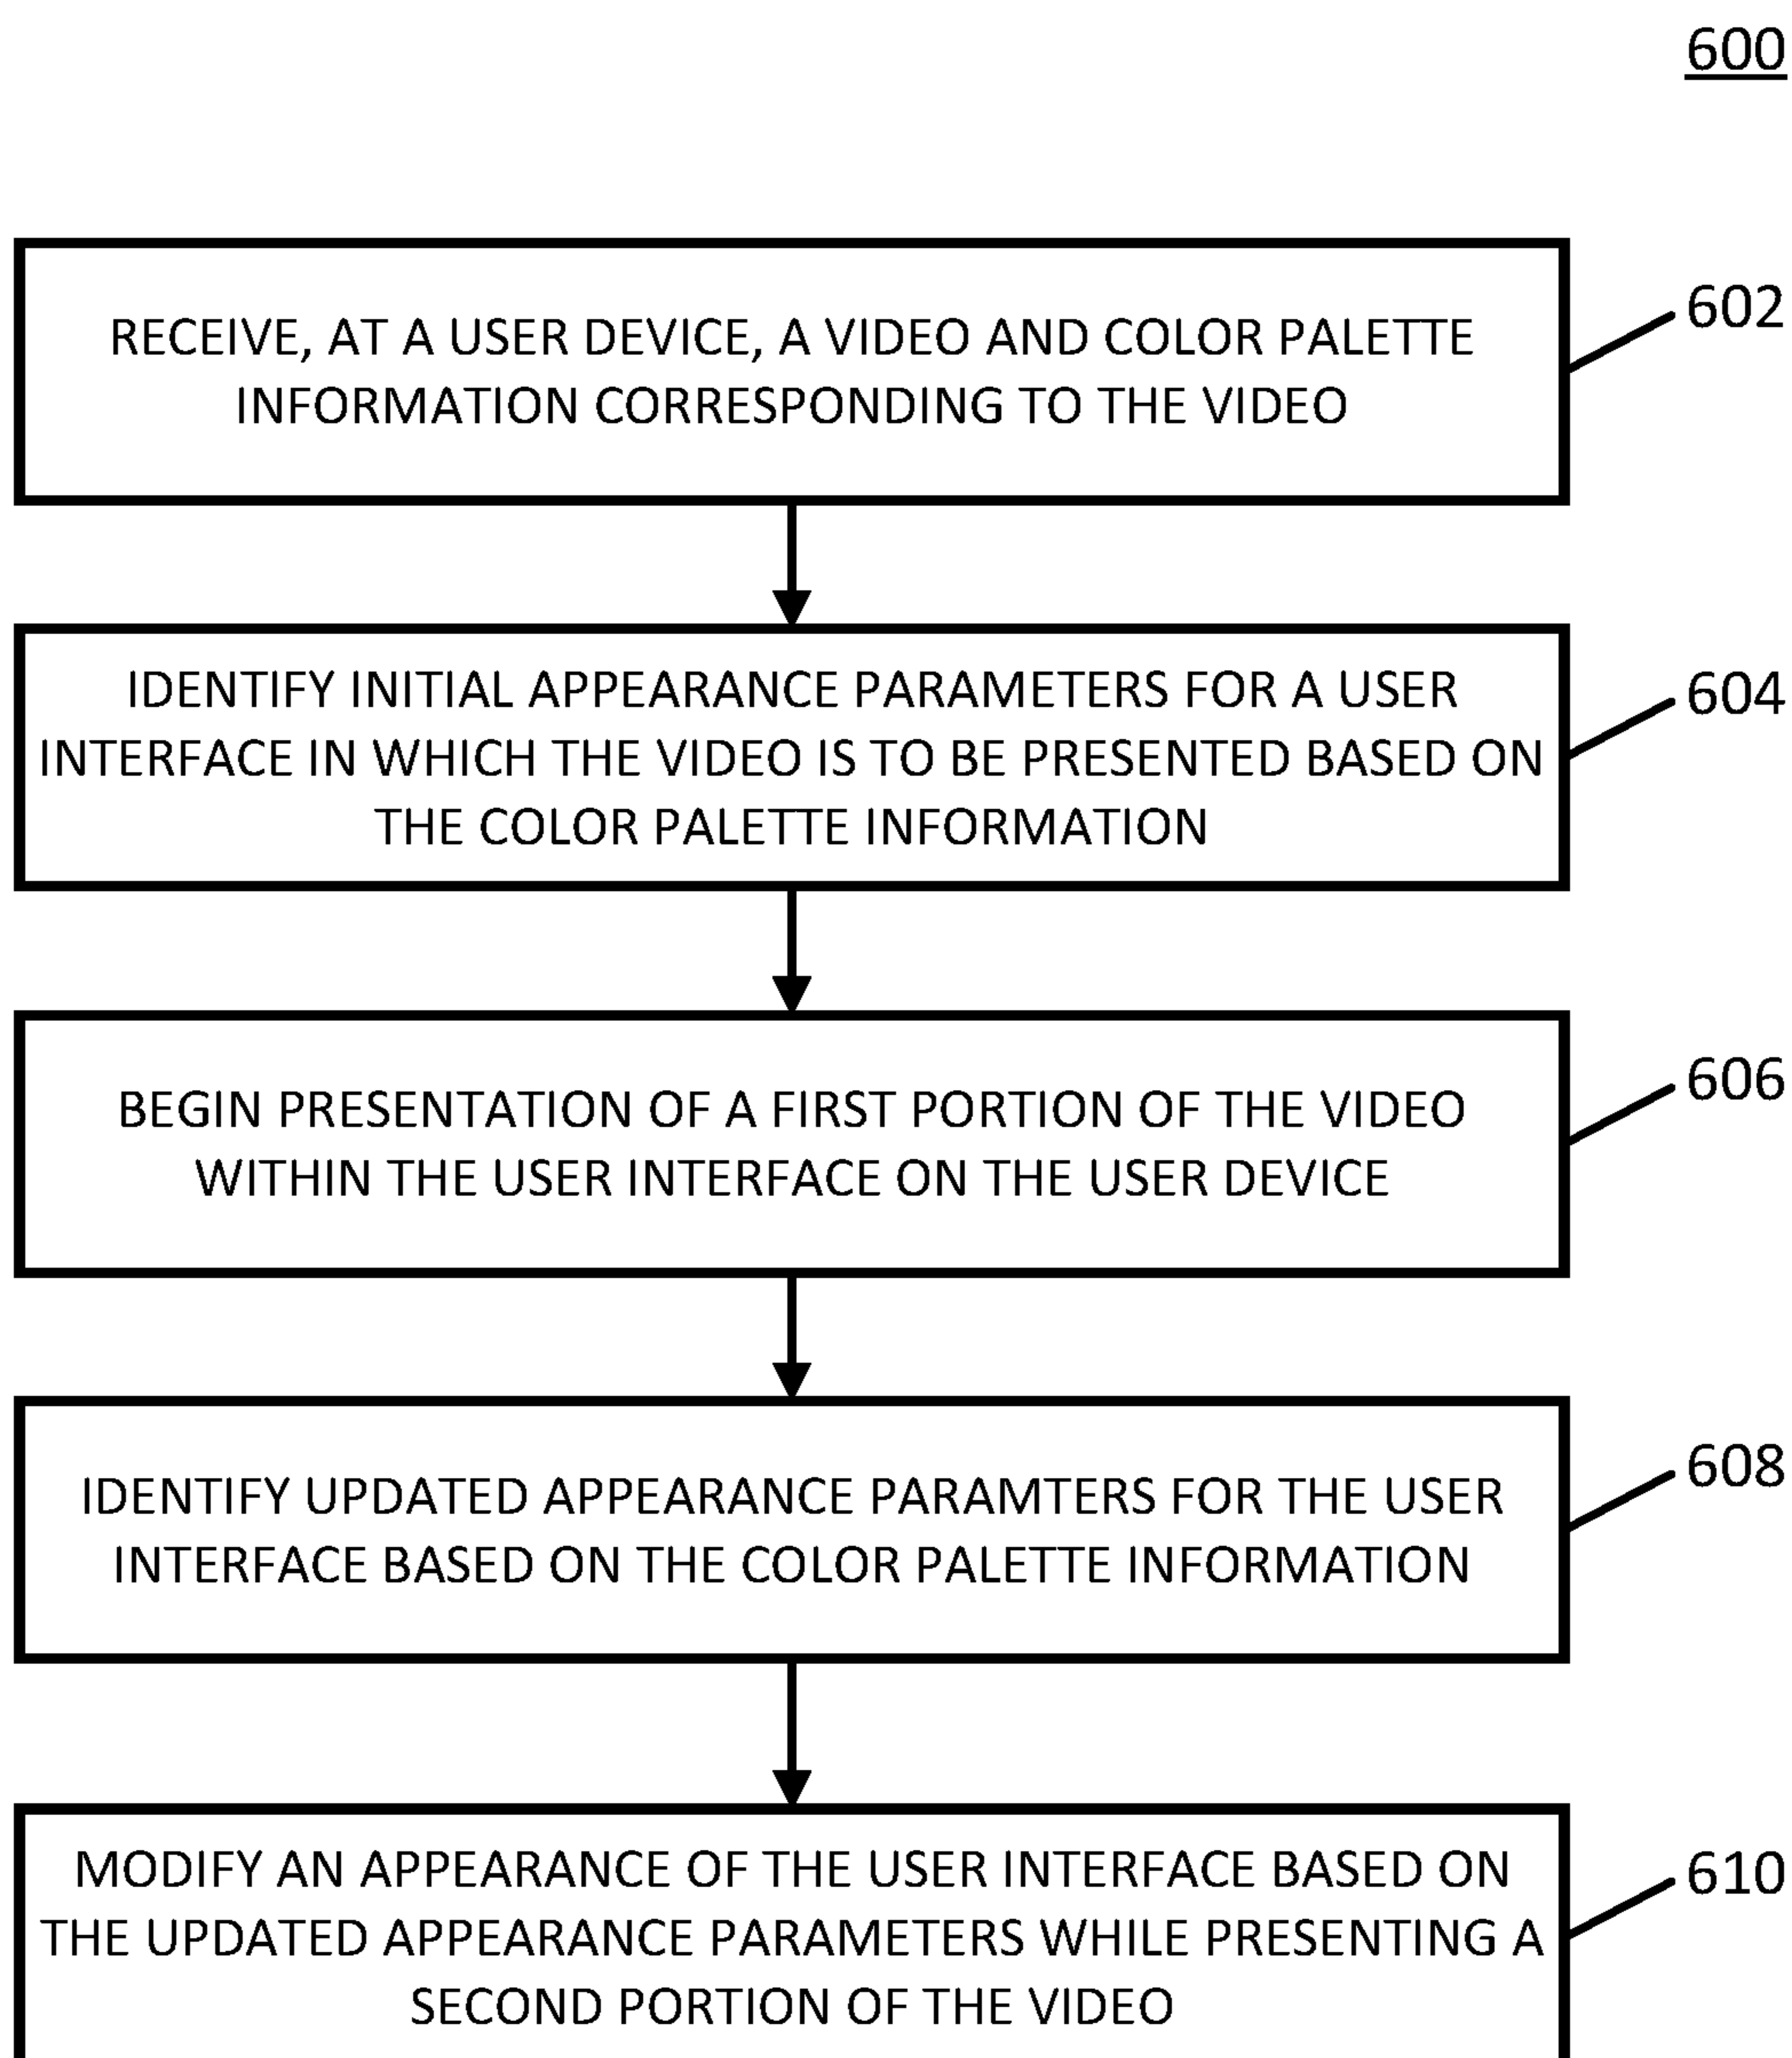 600
RECEIVE, AT A USER DEVICE, A VIDEO AND COLOR PALETTE
INFORMATION CORRESPONDING TO THE VIDEO
602
IDENTIFY INITIAL APPEARANCE PARAMETERS FOR A USER
INTERFACE IN WHICH THE VIDEO IS TO BE PRESENTED BASED ON
THE COLOR PALETTE INFORMATION
604
BEGIN PRESENTATION OF A FIRST PORTION OF THE VIDEO
WITHIN THE USER INTERFACE ON THE USER DEVICE
606
IDENTIFY UPDATED APPEARANCE PARAMTERS FOR THE USER
INTERFACE BASED ON THE COLOR PALETTE INFORMATION
608
MODIFY AN APPEARANCE OF THE USER INTERFACE BASED ON
THE UPDATED APPEARANCE PARAMETERS WHILE PRESENTING A
SECOND PORTION OF THE VIDEO
610